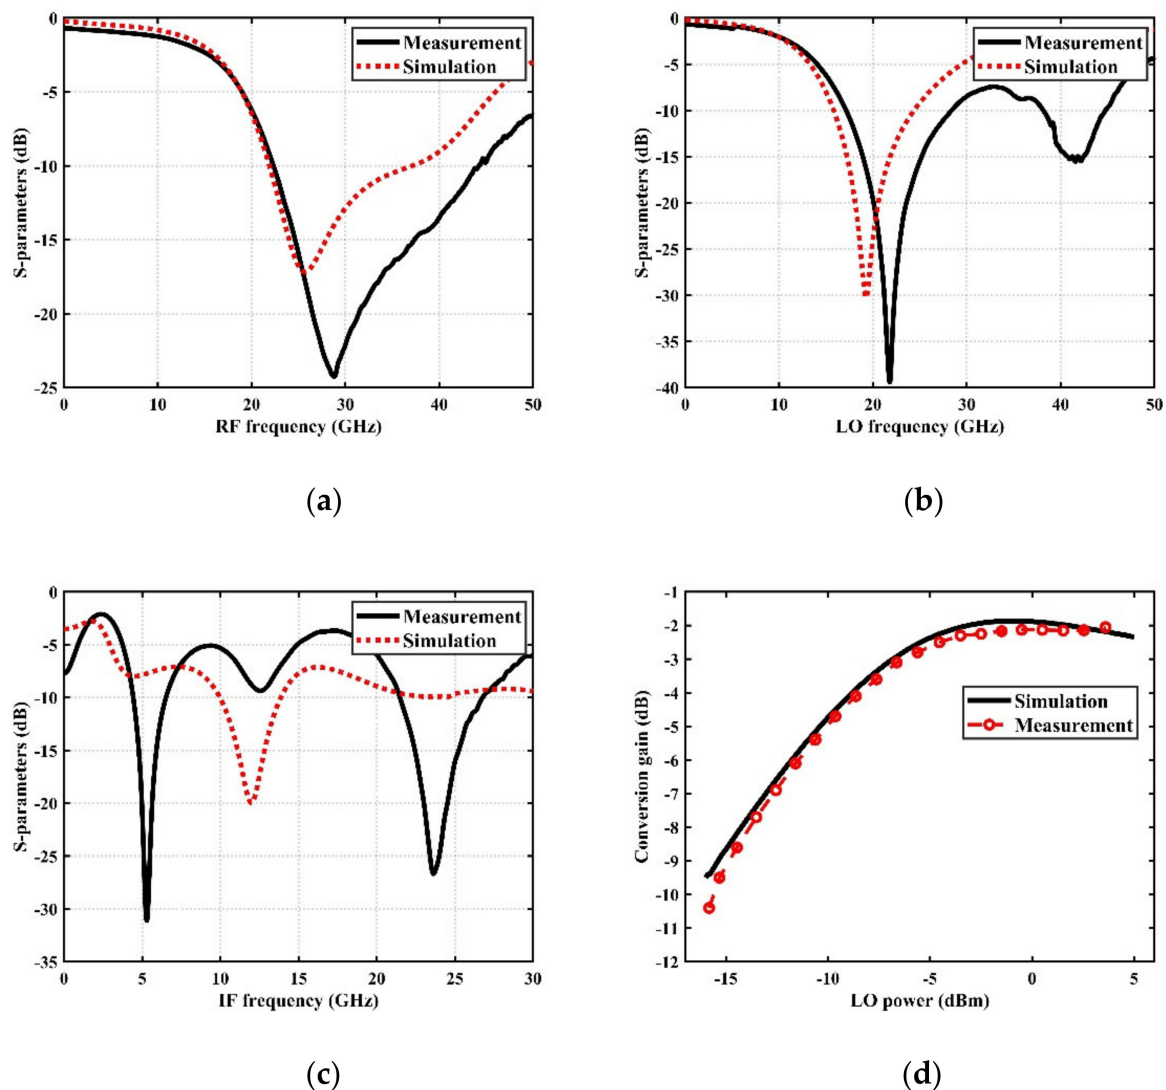 0
-5
-10
-15
-20
-25
S-parameters (dB)
0 10 20 30 40 50
RF frequency (GHz)
Measurement
Simulation
(a)
0
-5
-10
-15
-20
-25
-30
-35
-40
S-parameters (dB)
0 10 20 30 40 50
LO frequency (GHz)
Measurement
Simulation
(b)
0
-5
-10
-15
-20
-25
-30
-35
S-parameters (dB)
0 5 10 15 20 25 30
IF frequency (GHz)
Measurement
Simulation
(c)
-1
-2
-3
-4
-5
-6
-7
-8
-9
-10
-11
-12
Conversion gain (dB)
-15 -10 -5 0 5
LO power (dBm)
Simulation
Measurement
(d)